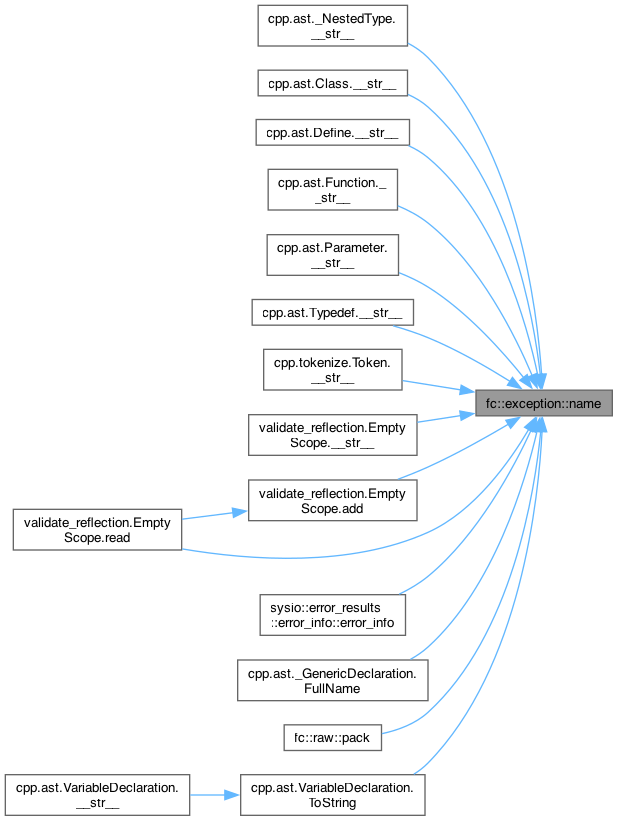 cpp.ast._NestedType.
__str__
cpp.ast.Class.__str__
cpp.ast.Define.__str__
cpp.ast.Function._
_str__
cpp.ast.Parameter.
__str__
cpp.ast.Typedef.__str__
cpp.tokenize.Token.
__str__
fc::exception::name
validate_reflection.Empty
Scope.__str__
validate_reflection.Empty
Scope.add
validate_reflection.Empty
Scope.read
sysio::error_results
::error_info::error_info
cpp.ast._GenericDeclaration.
FullName
fc::raw::pack
cpp.ast.VariableDeclaration.
__str__
cpp.ast.VariableDeclaration.
ToString